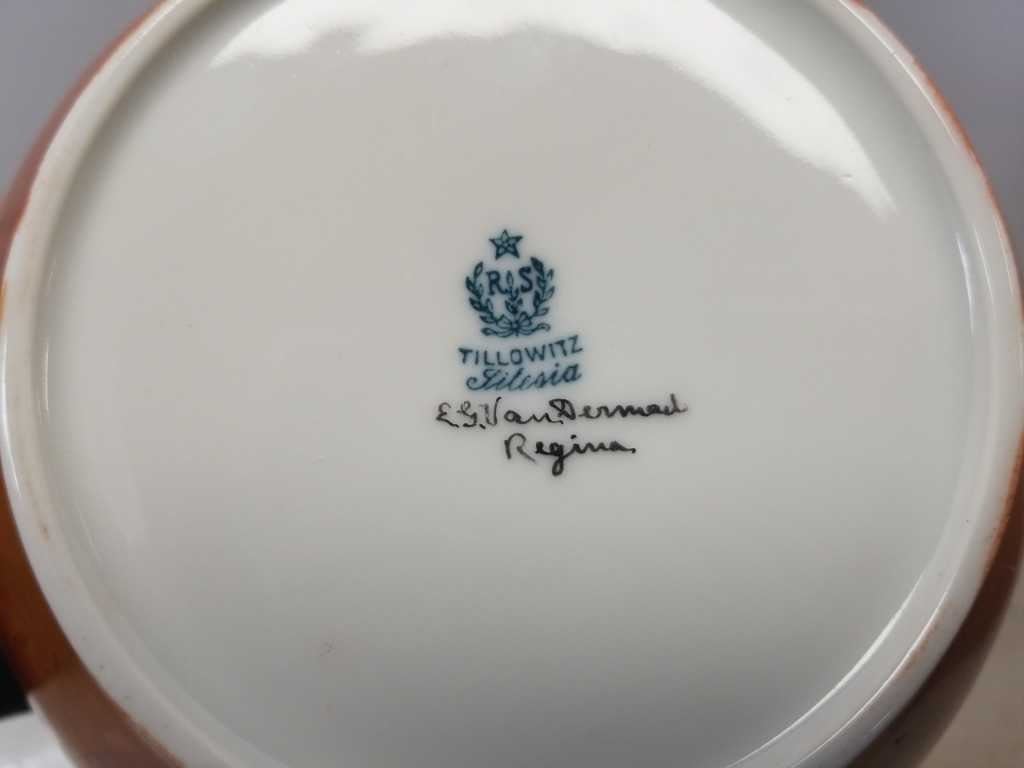 R S
TILLOWITZ
Silesia
E.G. Van Dermad
Regina.